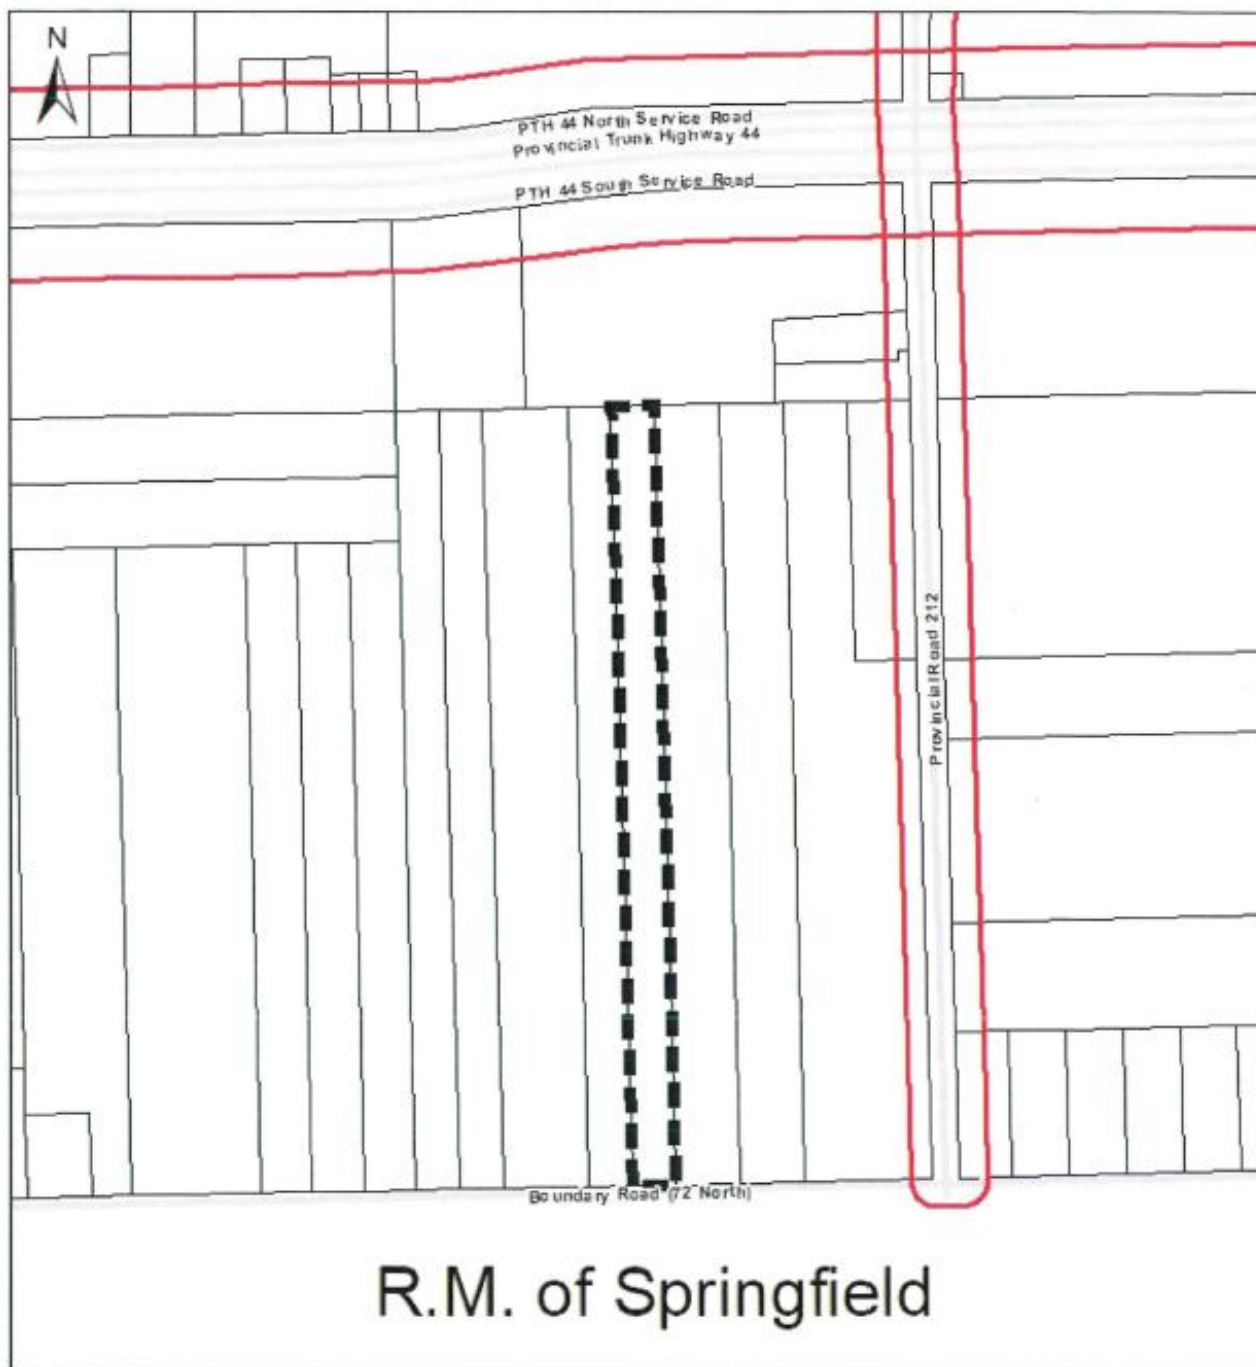 N
PTH 44 North Service Road
Provincial Trunk Highway 44
PTH 44 South Service Road
Provincial Road 212
Boundary Road (72 North)
R.M. of Springfield